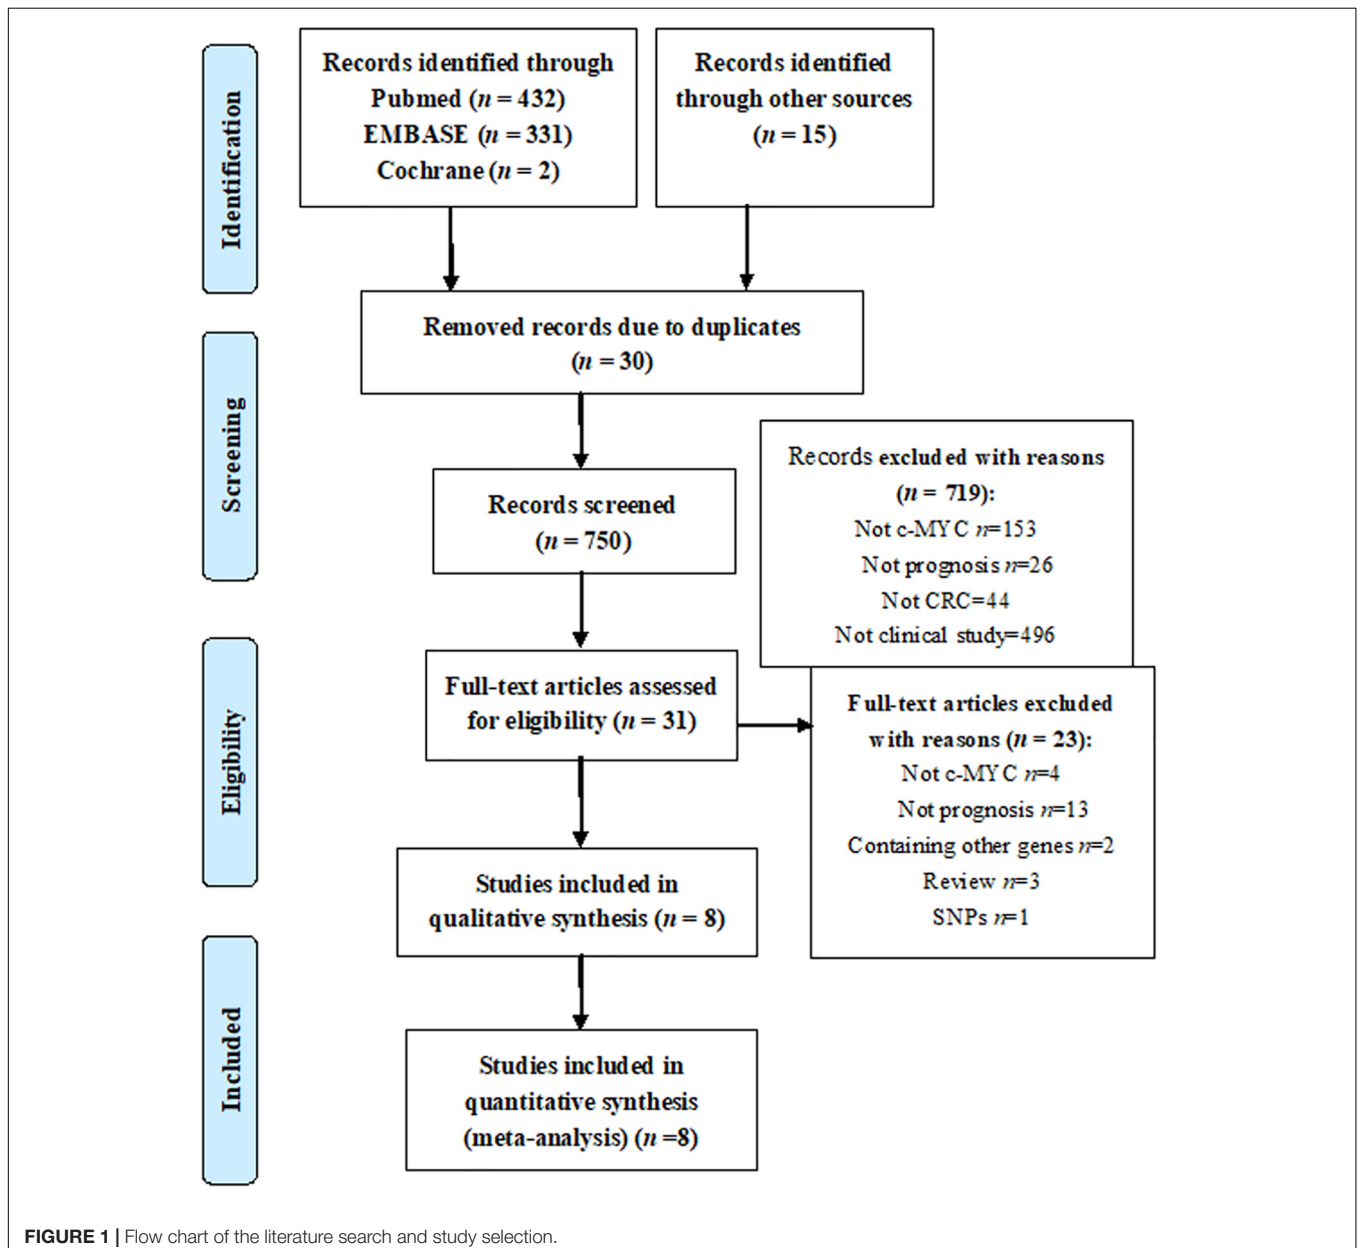 Identification
Records identified through
Pubmed (n = 432)
EMBASE (n = 331)
Cochrane (n = 2)
Records identified
through other sources
(n = 15)
Screening
Removed records due to duplicates
(n = 30)
Records screened
(n = 750)
Records excluded with reasons
(n = 719):
Not c-MYC n=153
Not prognosis n=26
Not CRC=44
Not clinical study=496
Eligibility
Full-text articles assessed
for eligibility (n = 31)
Full-text articles excluded
with reasons (n = 23):
Not c-MYC n=4
Not prognosis n=13
Containing other genes n=2
Review n=3
SNPs n=1
Studies included in
qualitative synthesis (n = 8)
Included
Studies included in
quantitative synthesis
(meta-analysis) (n =8)
FIGURE 1 | Flow chart of the literature search and study selection.